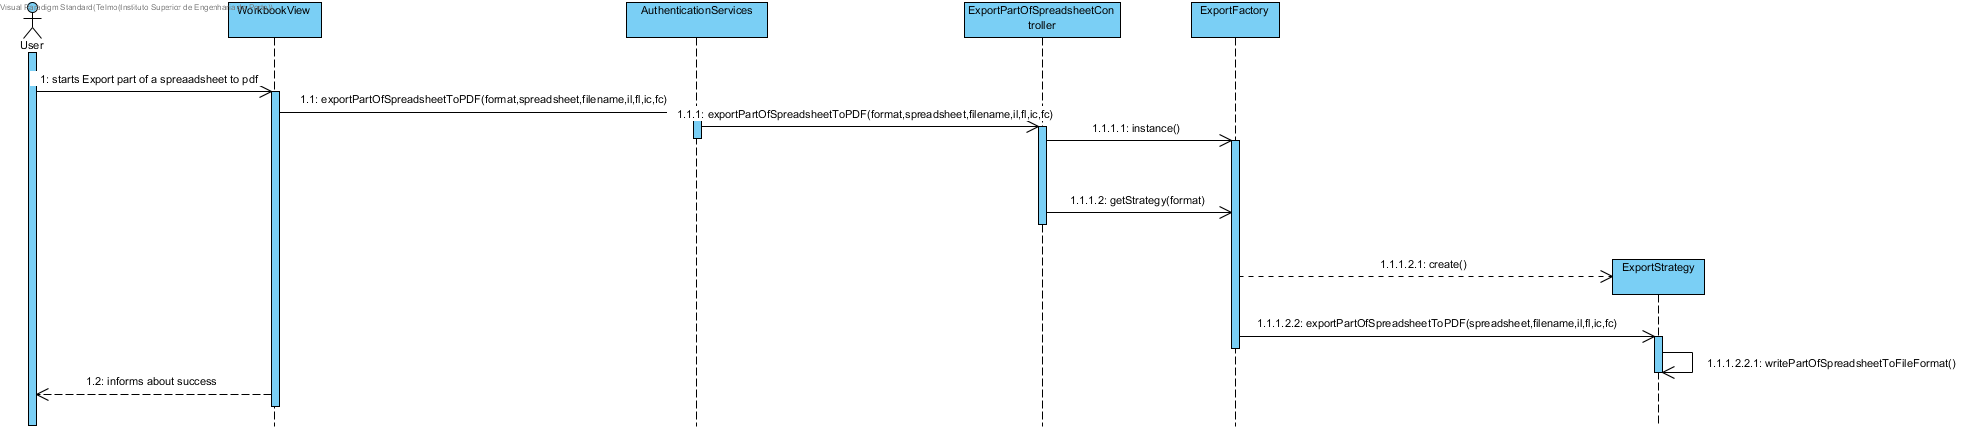 Visual Paradigm Standard(Telmo(Instituto Superior de Engenharia do
User
WorkbookView
AuthenticationServices
ExportPartOfSpreadsheetCon
troller
ExportFactory
1: starts Export part of a spreaadsheet to pdf
1.1: exportPartOfSpreadsheetToPDF(format,spreadsheet,filename,il,fl,ic,fc)
1.1.1: exportPartOfSpreadsheetToPDF(format,spreadsheet,filename,il,fl,ic,fc)
1.1.1.1: instance()
1.1.1.2: getStrategy(format)
1.1.1.2.1: create()
ExportStrategy
1.1.1.2.2: exportPartOfSpreadsheetToPDF(spreadsheet,filename,il,fl,ic,fc)
1.1.1.2.2.1: writePartOfSpreadsheetToFileFormat()
1.2: informs about success